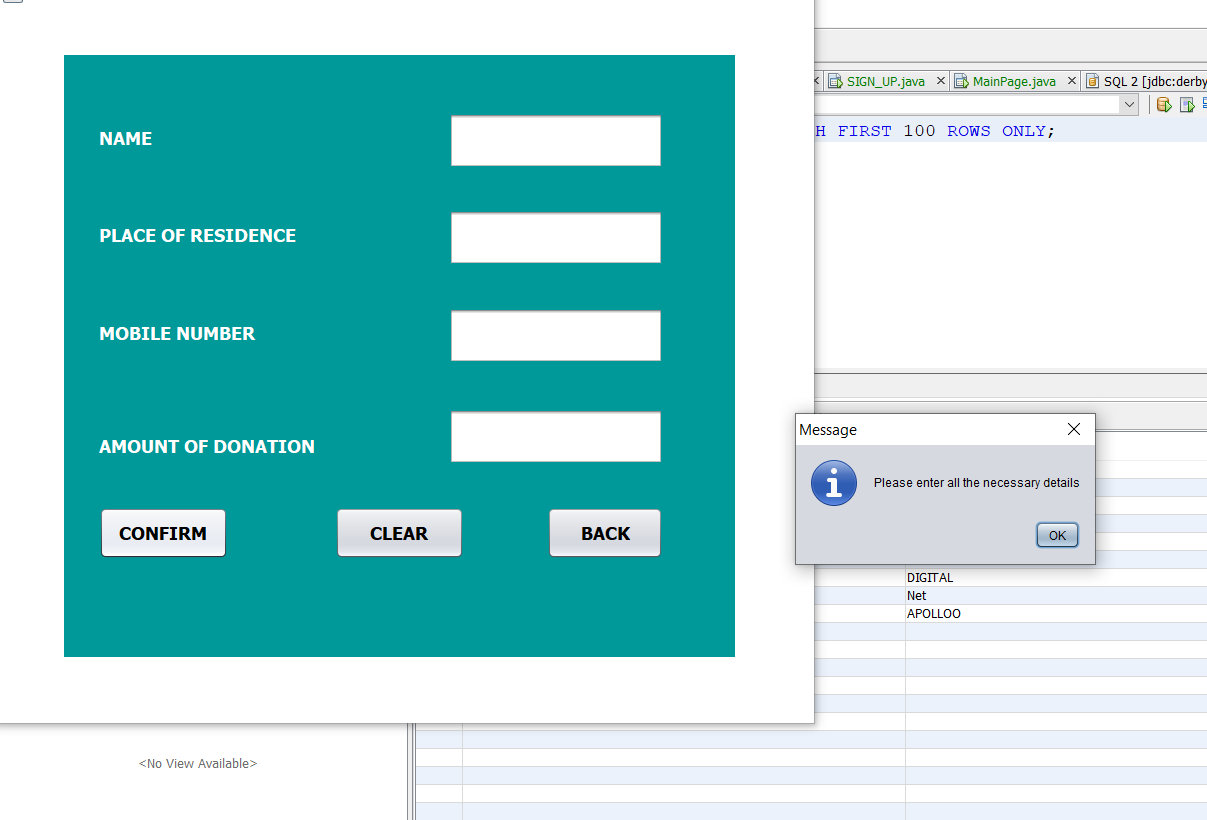 SIGN_UP.java
MainPage.java
SQL 2 [jdbc:derby
H FIRST 100 ROWS ONLY;
NAME
PLACE OF RESIDENCE
MOBILE NUMBER
AMOUNT OF DONATION
CONFIRM CLEAR BACK
Message
Please enter all the necessary details
OK
DIGITAL
Net
APOLLOO
<No View Available>